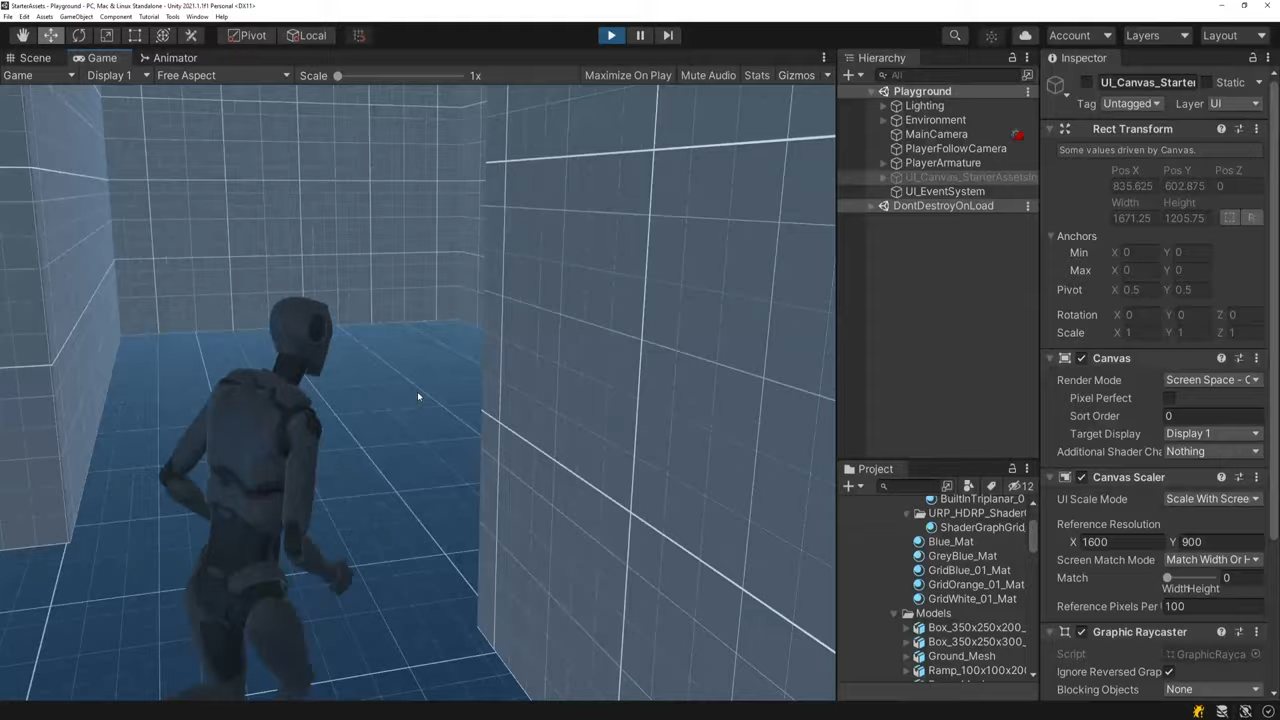 StarterAssets - Playground - PC, Mac & Linux Standalone - Unity 2021.1.1f1 Personal <DX11>
File Edit Assets GameObject Component Tutorial Tools Window Help
Pivot Local Account Layers Layout
Scene Game Animator
Game Display 1 Free Aspect Scale 1x Maximize On Play Mute Audio Stats Gizmos
Hierarchy
All
Playground
Lighting
Environment
MainCamera
PlayerFollowCamera
PlayerArmature
UI_Canvas_StarterAssetsIn
UI_EventSystem
DontDestroyOnLoad
Project
12
BuiltInTriplanar_0
URP_HDRP_Shader
ShaderGraphGrid
Blue_Mat
GreyBlue_Mat
GridBlue_01_Mat
GridOrange_01_Mat
GridWhite_01_Mat
Models
Box_350x250x200_
Box_350x250x300_
Ground_Mesh
Ramp_100x100x20
Inspector
UI_Canvas_Starter Static
Tag Untagged Layer UI
Rect Transform
Some values driven by Canvas.
Pos X Pos Y Pos Z
835.625 602.875 0
Width Height
1671.25 1205.75 R
Anchors
Min X 0 Y 0
Max X 0 Y 0
Pivot X 0.5 Y 0.5
Rotation X 0 Y 0 Z 0
Scale X 1 Y 1 Z 1
Canvas
Render Mode Screen Space - O
Pixel Perfect
Sort Order 0
Target Display Display 1
Additional Shader Cha Nothing
Canvas Scaler
UI Scale Mode Scale With Scree
Reference Resolution
X 1600 Y 900
Screen Match Mode Match Width Or H
Match 0
Width Height
Reference Pixels Per 100
Graphic Raycaster
Script GraphicRayca
Ignore Reversed Grap
Blocking Objects None